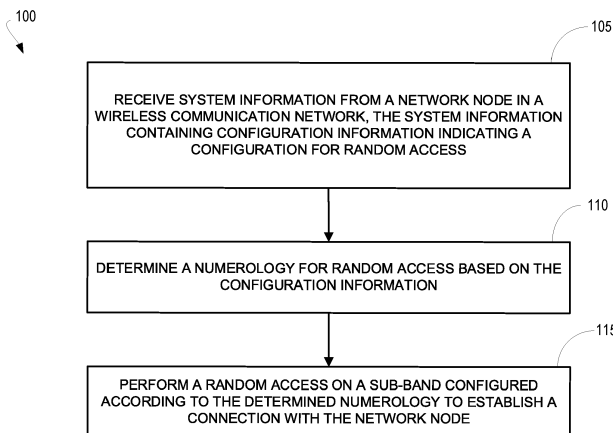 100
105
RECEIVE SYSTEM INFORMATION FROM A NETWORK NODE IN A
WIRELESS COMMUNICATION NETWORK, THE SYSTEM INFORMATION
CONTAINING CONFIGURATION INFORMATION INDICATING A
CONFIGURATION FOR RANDOM ACCESS
110
DETERMINE A NUMEROLOGY FOR RANDOM ACCESS BASED ON THE
CONFIGURATION INFORMATION
115
PERFORM A RANDOM ACCESS ON A SUB-BAND CONFIGURED
ACCORDING TO THE DETERMINED NUMEROLOGY TO ESTABLISH A
CONNECTION WITH THE NETWORK NODE